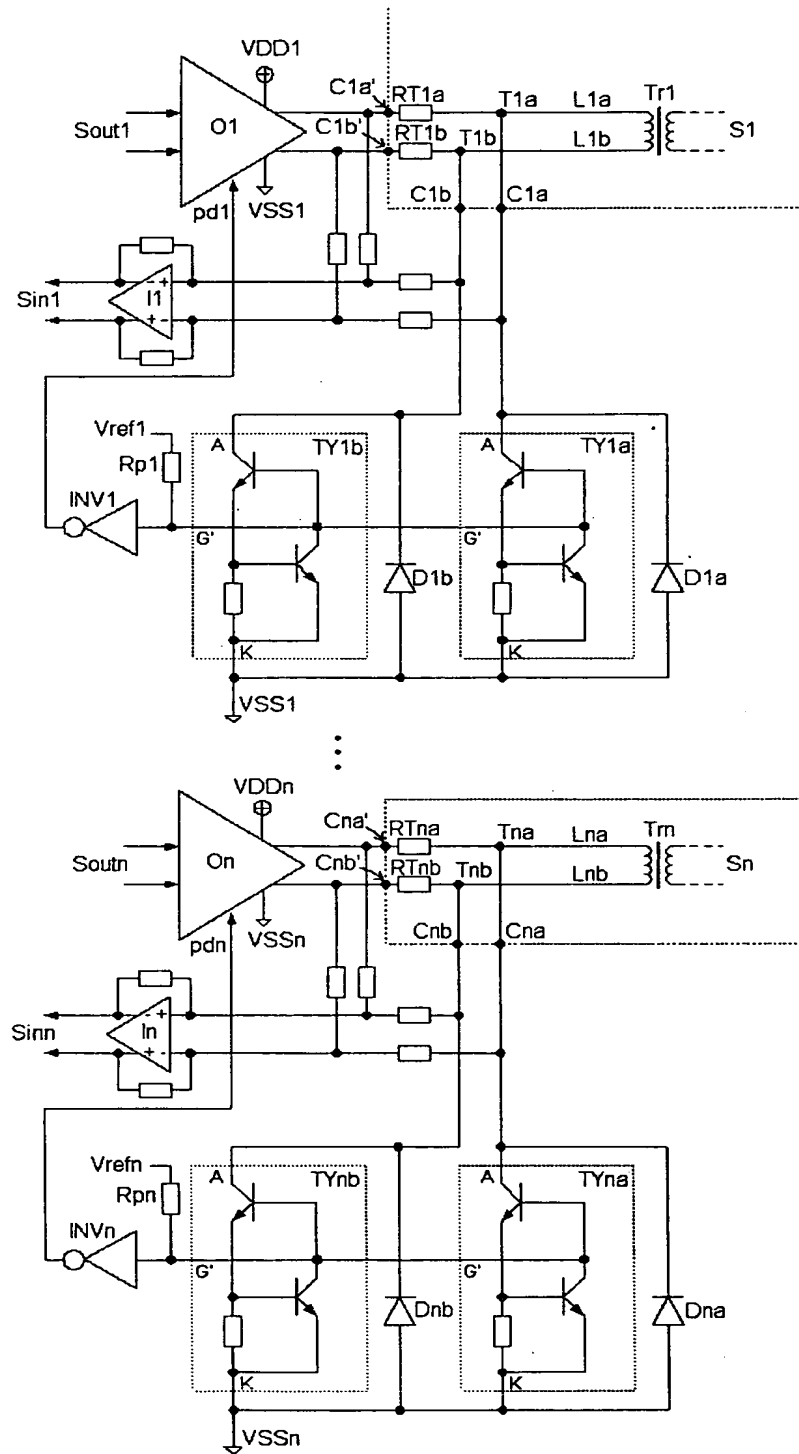 VDD1
C1a'
RT1a
T1a
L1a
Tr1
Sout1
O1
C1b'
RT1b
T1b
L1b
S1
pd1
VSS1
C1b
C1a
- +
Sin1
I1
+ -
Vref1
A
TY1b
A
TY1a
Rp1
INV1
G'
G'
D1b
D1a
K
K
VSS1
VDDn
Cna'
RTna
Tna
Lna
Trn
Soutn
On
Cnb'
RTnb
Tnb
Lnb
Sn
pdn
VSSn
Cnb
Cna
- +
Sinn
In
+ -
Vrefn
A
TYnb
A
TYna
Rpn
INVn
G'
G'
Dnb
Dna
K
K
VSSn